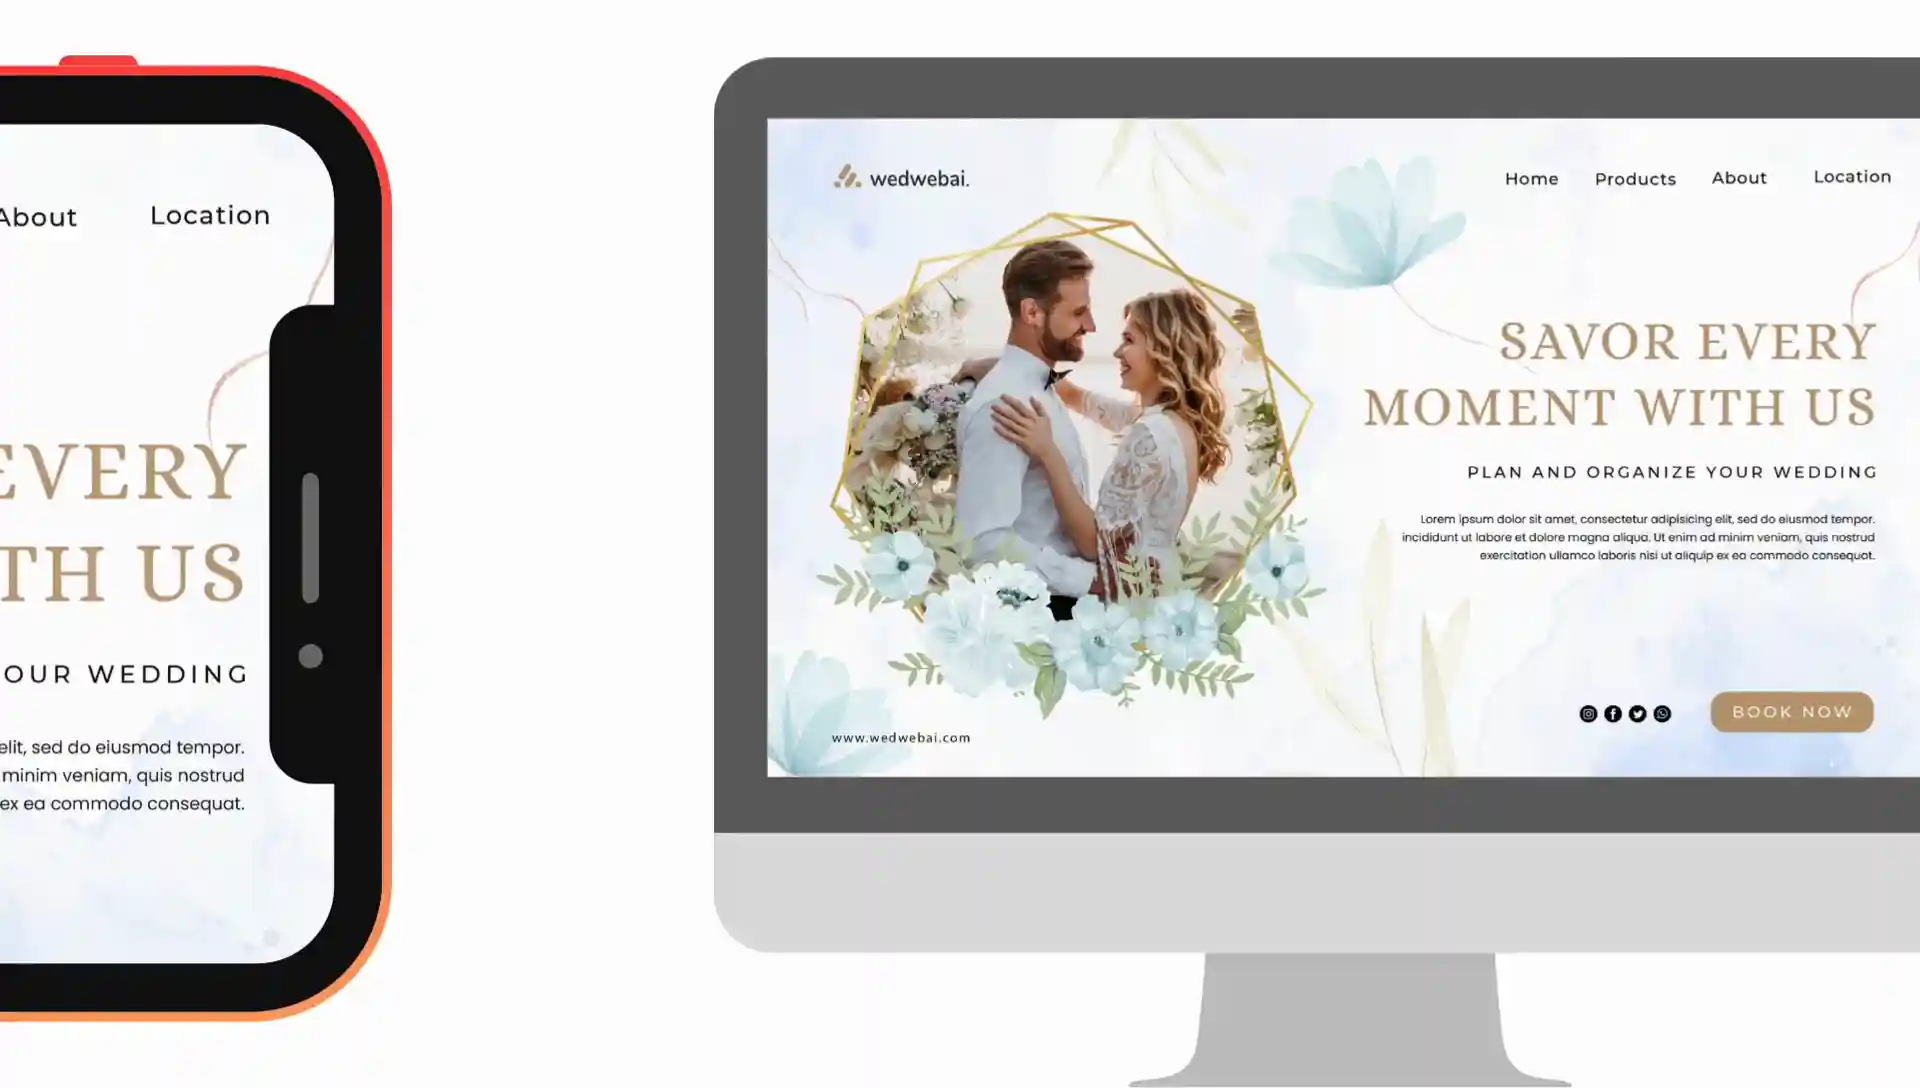 About
Location
EVERY
TH US
OUR WEDDING
elit, sed do eiusmod tempor.
minim veniam, quis nostrud
ex ea commodo consequat.
wedwebai.
Home
Products
About
Location
SAVOR EVERY
MOMENT WITH US
PLAN AND ORGANIZE YOUR WEDDING
Lorem ipsum dolor sit amet, consectetur adipisicing elit, sed do eiusmod tempor.
incididunt ut labore et dolore magna aliqua. Ut enim ad minim veniam, quis nostrud
exercitation ullamco laboris nisi ut aliquip ex ea commodo consequat.
BOOK NOW
www.wedwebai.com